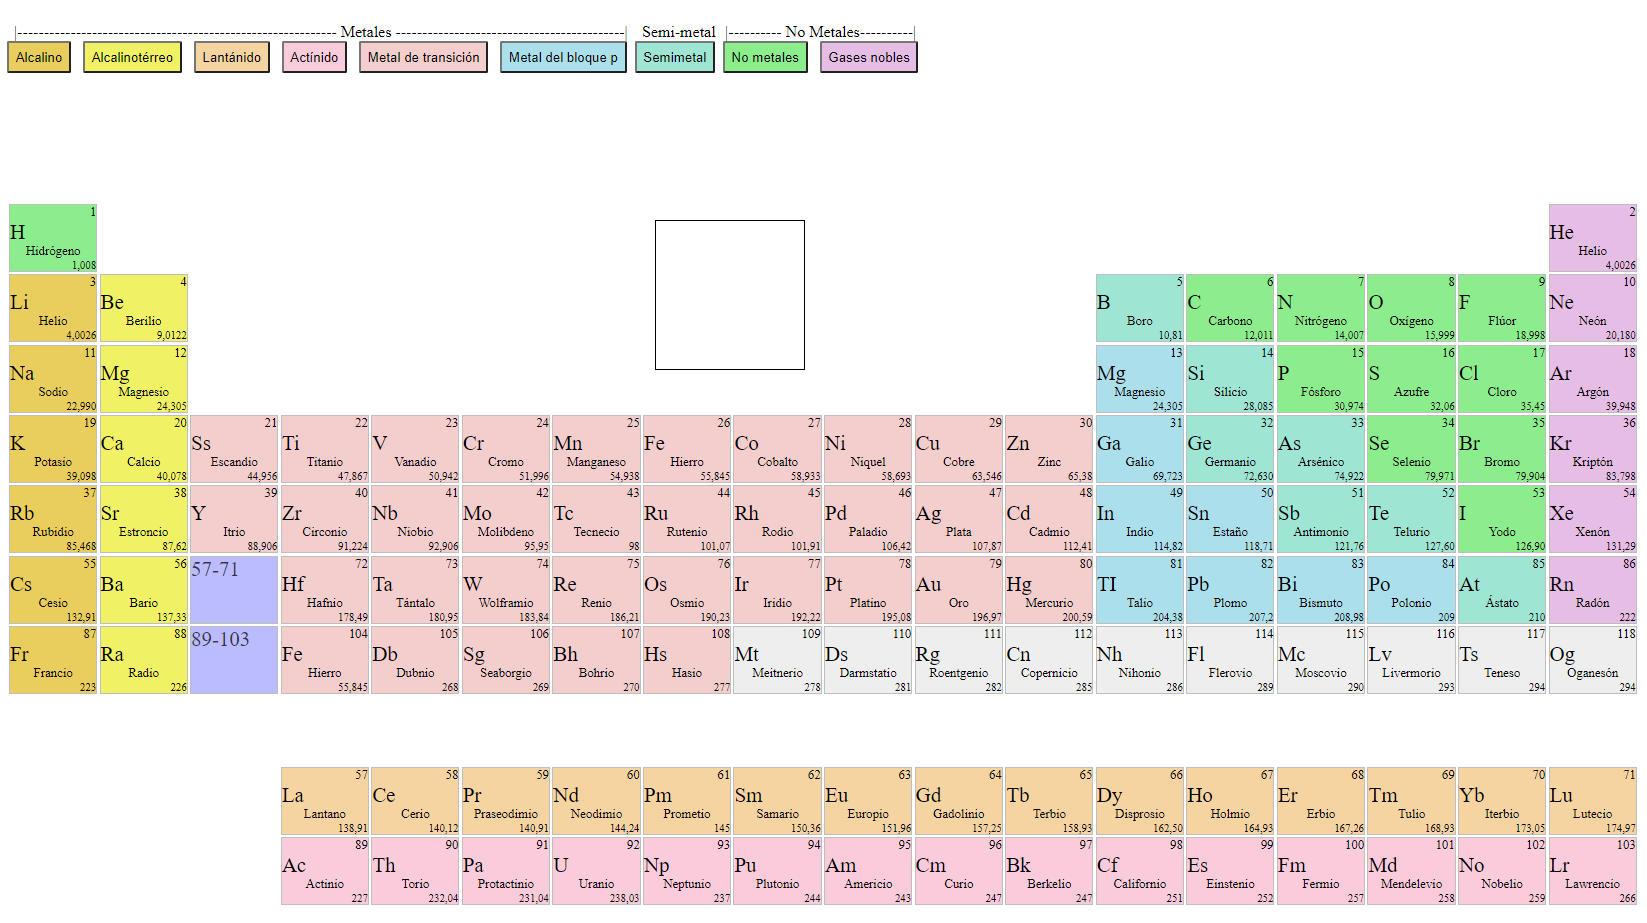 |---------------------------------------------------------------- Metales ----------------------------------------------| Semi-metal |---------- No Metales----------|
Alcalino Alcalinotérreo Lantánido Actínido Metal de transición Metal del bloque p Semimetal No metales Gases nobles
1 2
H He
Hidrógeno Helio
1,008 4,0026
3 4 5 6 7 8 9 10
Li Be B C N O F Ne
Helio Berilio Boro Carbono Nitrógeno Oxígeno Flúor Neón
4,0026 9,0122 10,81 12,011 14,007 15,999 18,998 20,180
11 12 13 14 15 16 17 18
Na Mg Mg Si P S Cl Ar
Sodio Magnesio Magnesio Silicio Fósforo Azufre Cloro Argón
22,990 24,305 24,305 28,085 30,974 32,06 35,45 39,948
19 20 21 22 23 24 25 26 27 28 29 30 31 32 33 34 35 36
K Ca Ss Ti V Cr Mn Fe Co Ni Cu Zn Ga Ge As Se Br Kr
Potasio Calcio Escandio Titanio Vanadio Cromo Manganeso Hierro Cobalto Niquel Cobre Zinc Galio Germanio Arsénico Selenio Bromo Kriptón
39,098 40,078 44,956 47,867 50,942 51,996 54,938 55,845 58,933 58,693 63,546 65,38 69,723 72,630 74,922 79,971 79,904 83,798
37 38 39 40 41 42 43 44 45 46 47 48 49 50 51 52 53 54
Rb Sr Y Zr Nb Mo Tc Ru Rh Pd Ag Cd In Sn Sb Te I Xe
Rubidio Estroncio Itrio Circonio Niobio Molibdeno Tecnecio Rutenio Rodio Paladio Plata Cadmio Indio Estaño Antimonio Telurio Yodo Xenón
85,468 87,62 88,906 91,224 92,906 95,95 98 101,07 101,91 106,42 107,87 112,41 114,82 118,71 121,76 127,60 126,90 131,29
55 56 57-71 72 73 74 75 76 77 78 79 80 81 82 83 84 85 86
Cs Ba Hf Ta W Re Os Ir Pt Au Hg TI Pb Bi Po At Rn
Cesio Bario Hafnio Tántalo Wolframio Renio Osmio Iridio Platino Oro Mercurio Talio Plomo Bismuto Polonio Ástato Radón
132,91 137,33 178,49 180,95 183,84 186,21 190,23 192,22 195,08 196,97 200,59 204,38 207,2 208,98 209 210 222
87 88 89-103 104 105 106 107 108 109 110 111 112 113 114 115 116 117 118
Fr Ra Fe Db Sg Bh Hs Mt Ds Rg Cn Nh Fl Mc Lv Ts Og
Francio Radio Hierro Dubnio Seaborgio Bohrio Hasio Meitnerio Darmstatio Roentgenio Copernicio Nihonio Flerovio Moscovio Livermorio Teneso Oganesón
223 226 55,845 268 269 270 277 278 281 282 285 286 289 290 293 294 294
57 58 59 60 61 62 63 64 65 66 67 68 69 70 71
La Ce Pr Nd Pm Sm Eu Gd Tb Dy Ho Er Tm Yb Lu
Lantano Cerio Praseodimio Neodimio Prometio Samario Europio Gadolinio Terbio Disprosio Holmio Erbio Tulio Iterbio Lutecio
138,91 140,12 140,91 144,24 145 150,36 151,96 157,25 158,93 162,50 164,93 167,26 168,93 173,05 174,97
89 90 91 92 93 94 95 96 97 98 99 100 101 102 103
Ac Th Pa U Np Pu Am Cm Bk Cf Es Fm Md No Lr
Actinio Torio Protactinio Uranio Neptunio Plutonio Americio Curio Berkelio Californio Einstenio Fermio Mendelevio Nobelio Lawrencio
227 232,04 231,04 238,03 237 244 243 247 247 251 252 257 258 259 266